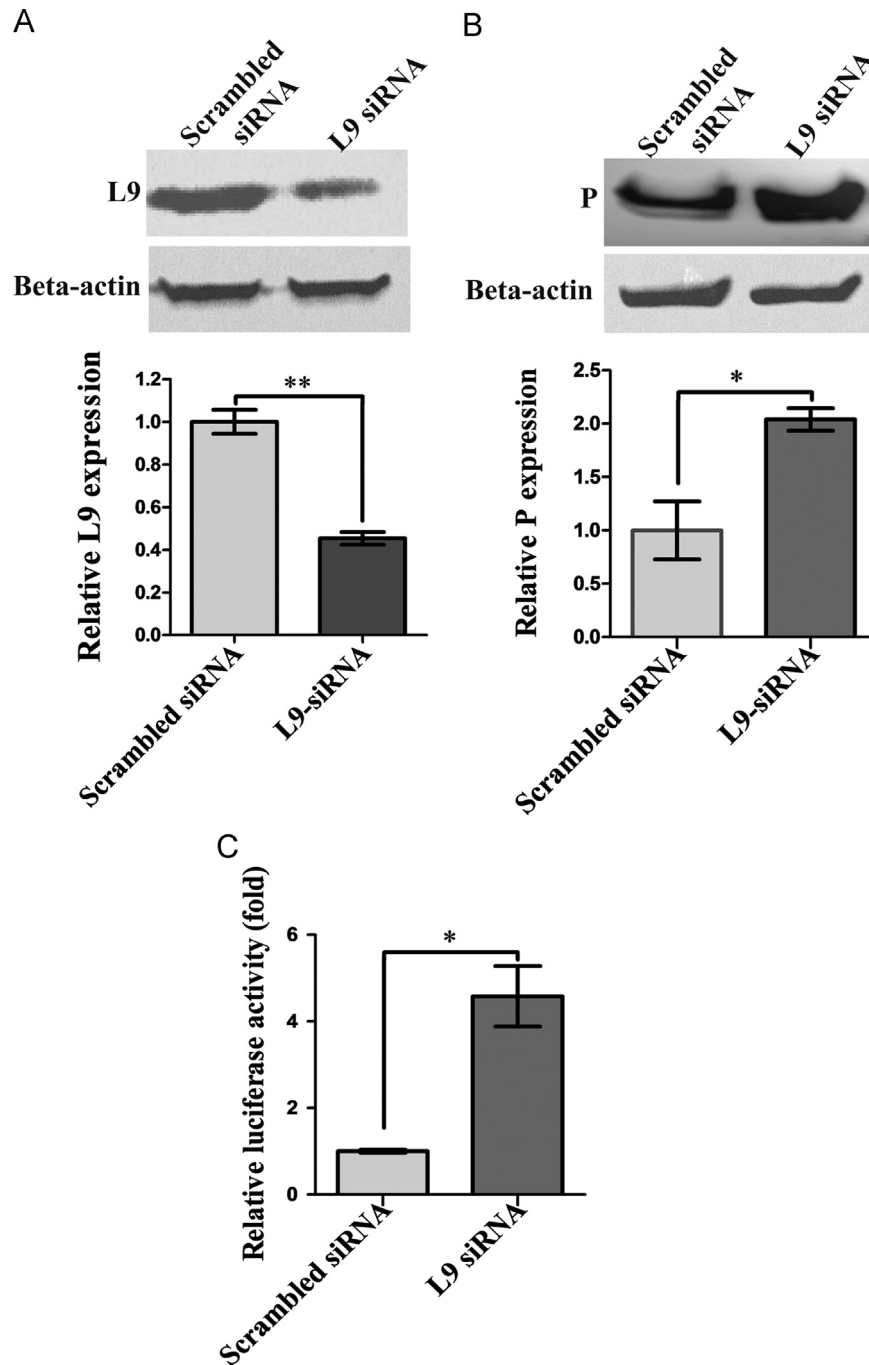 A
Scrambled
siRNA
L9 siRNA
L9
Beta-actin
Relative L9 expression
1.2
1.0
0.8
0.6
0.4
0.2
0.0
**
Scrambled siRNA
L9-siRNA
B
Scrambled
siRNA
L9 siRNA
P
Beta-actin
Relative P expression
2.5
2.0
1.5
1.0
0.5
0.0
*
Scrambled siRNA
L9-siRNA
C
Relative luciferase activity (fold)
6
4
2
0
*
Scrambled siRNA
L9 siRNA